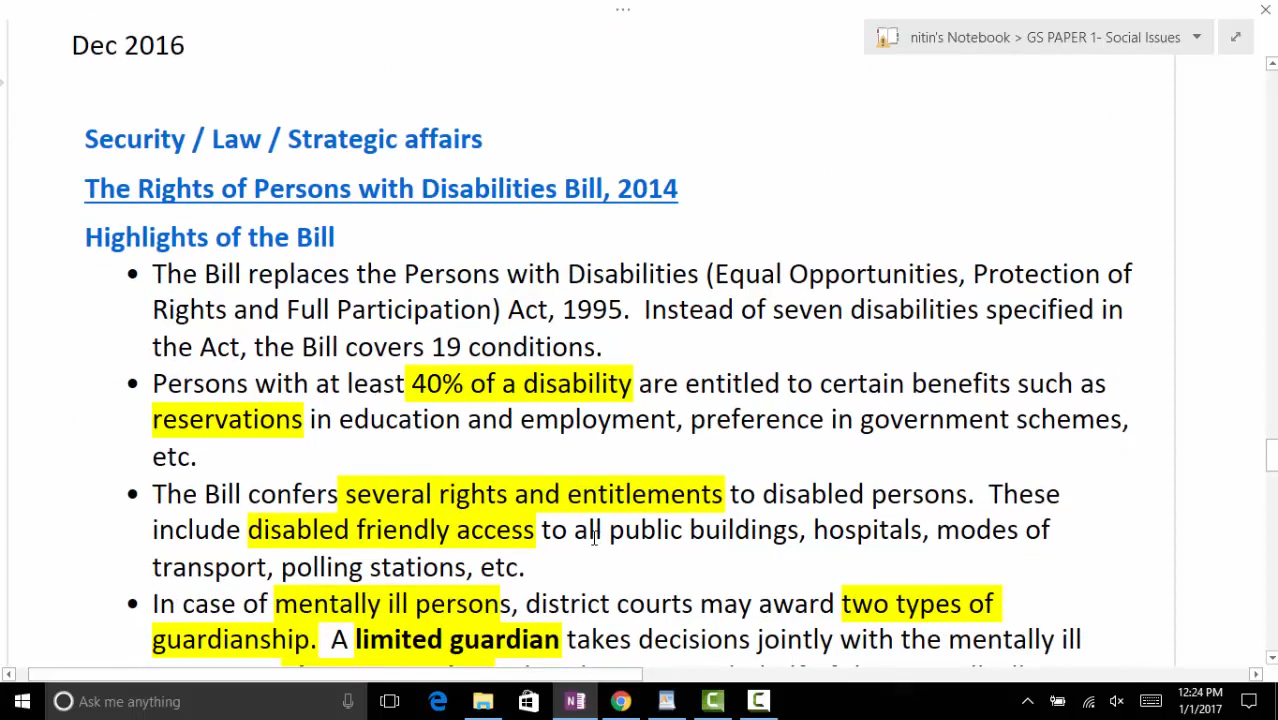 Dec 2016
nitin's Notebook > GS PAPER 1- Social Issues
Security / Law / Strategic affairs
The Rights of Persons with Disabilities Bill, 2014
Highlights of the Bill
• The Bill replaces the Persons with Disabilities (Equal Opportunities, Protection of
Rights and Full Participation) Act, 1995.  Instead of seven disabilities specified in
the Act, the Bill covers 19 conditions.
• Persons with at least 40% of a disability are entitled to certain benefits such as
reservations in education and employment, preference in government schemes,
etc.
• The Bill confers several rights and entitlements to disabled persons.  These
include disabled friendly access to all public buildings, hospitals, modes of
transport, polling stations, etc.
• In case of mentally ill persons, district courts may award two types of
guardianship.  A limited guardian takes decisions jointly with the mentally ill
Ask me anything
12:24 PM
1/1/2017